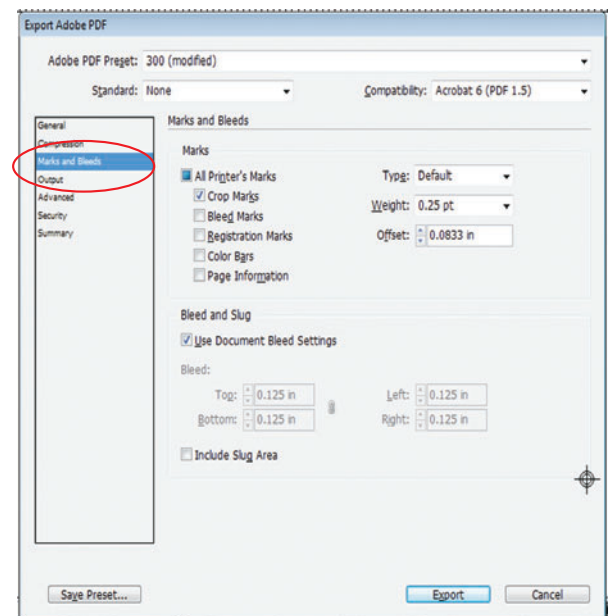 Export Adobe PDF
Adobe PDF Preset: 300 (modified)
Standard: None Compatibility: Acrobat 6 (PDF 1.5)
General
Compression
Marks and Bleeds
Output
Advanced
Security
Summary
Marks and Bleeds
Marks
All Printer's Marks Type: Default
Crop Marks Weight: 0.25 pt
Bleed Marks
Registration Marks Offset: 0.0833 in
Color Bars
Page Information
Bleed and Slug
Use Document Bleed Settings
Bleed:
Top: 0.125 in Left: 0.125 in
Bottom: 0.125 in Right: 0.125 in
Include Slug Area
Save Preset... Export Cancel